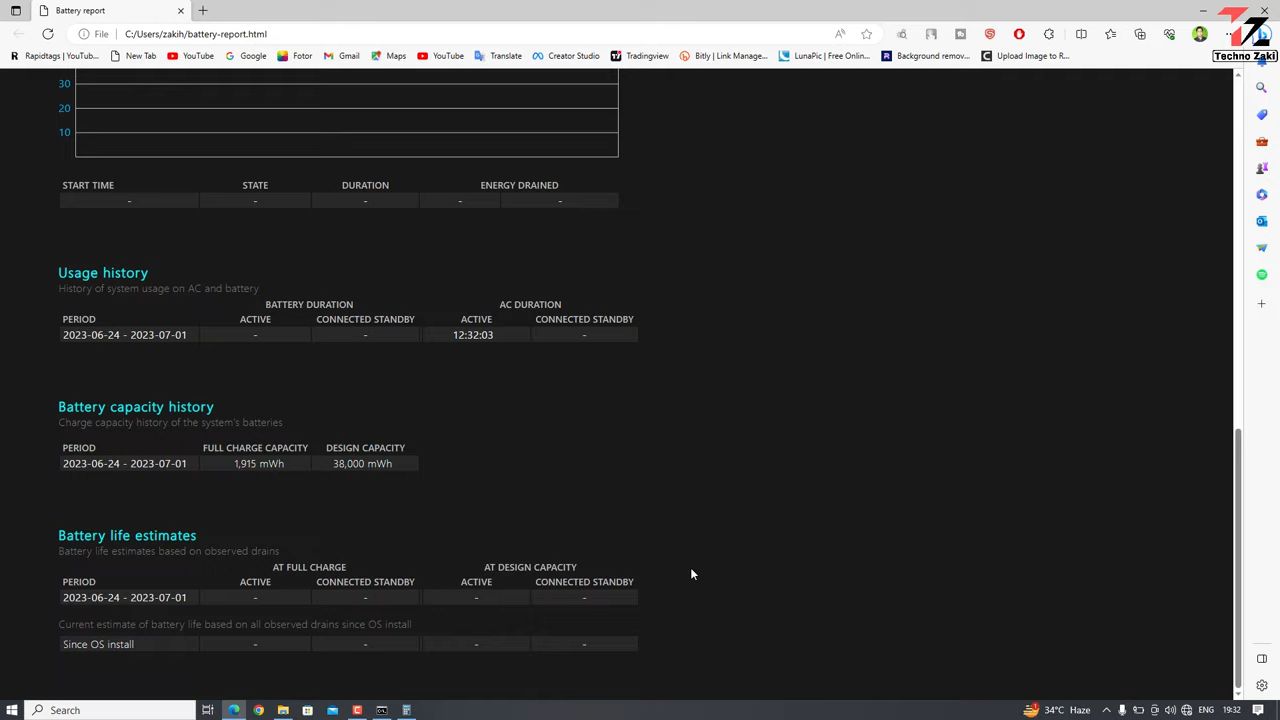 Battery report
File C:/Users/zakih/battery-report.html
Techno Zaki
Rapidtags | Home New Tab YouTube Google Fotor Gmail Maps YouTube Translate Creator Studio Tradingview Bitly | Link Manage... LunaPic | Free Onlin... Background remov... Upload Image to R...
30
20
10
START TIME STATE DURATION ENERGY DRAINED
- - - - -
Usage history
History of system usage on AC and battery
BATTERY DURATION AC DURATION
PERIOD ACTIVE CONNECTED STANDBY ACTIVE CONNECTED STANDBY
2023-06-24 - 2023-07-01 - - 12:32:03 -
Battery capacity history
Charge capacity history of the system's batteries
PERIOD FULL CHARGE CAPACITY DESIGN CAPACITY
2023-06-24 - 2023-07-01 1,915 mWh 38,000 mWh
Battery life estimates
Battery life estimates based on observed drains
AT FULL CHARGE AT DESIGN CAPACITY
PERIOD ACTIVE CONNECTED STANDBY ACTIVE CONNECTED STANDBY
2023-06-24 - 2023-07-01 - - - -
Current estimate of battery life based on all observed drains since OS install
Since OS install - - - -
Search 34°C Haze ENG 19:32